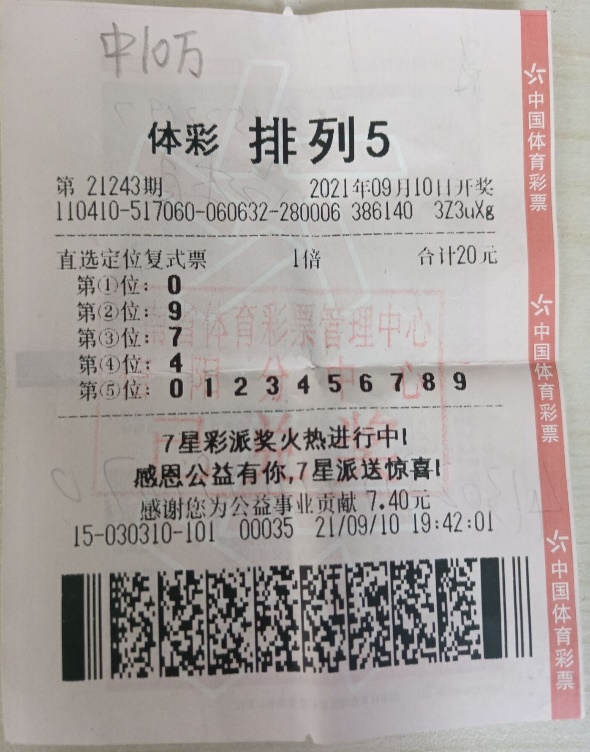 中10万
体彩 排列5
第 21243期 2021年09月10日开奖
110410-517060-060632-280006 386140 3Z3uXg
直选定位复式票 1倍 合计20元
第①位: 0
第②位: 9
第③位: 7
第④位: 4
第⑤位: 0 1 2 3 4 5 6 7 8 9
省体育彩票管理中心
阳分中心
7星彩派奖火热进行中!
感恩公益有你,7星派送惊喜!
感谢您为公益事业贡献 7.40元
15-030310-101 00035 21/09/10 19:42:01
中国体育彩票
中国体育彩票
中国体育彩票